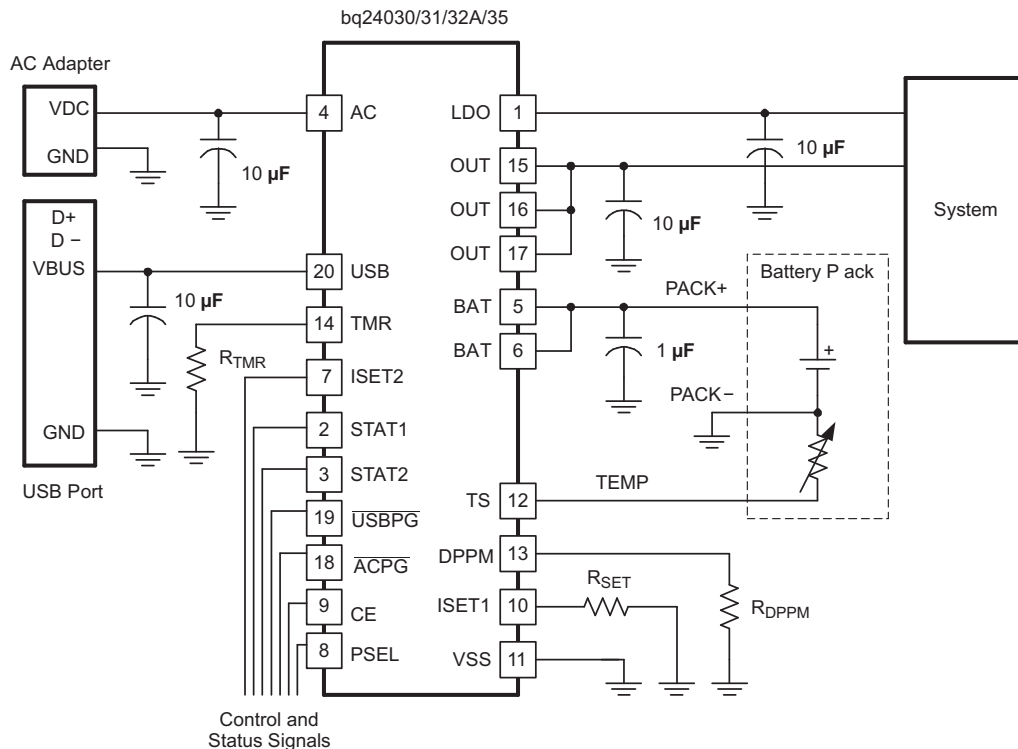 bq24030/31/32A/35
AC Adapter
VDC
GND
10 µF
4
AC
D+
D −
VBUS
GND
USB Port
10 µF
20
USB
14
TMR
RTMR
7
ISET2
2
STAT1
3
STAT2
19
USBPG
18
ACPG
9
CE
8
PSEL
Control and
Status Signals
LDO
1
10 µF
OUT
15
OUT
16
OUT
17
10 µF
System
BAT
5
BAT
6
PACK+
1 µF
Battery P ack
+
PACK−
TS
12
TEMP
DPPM
13
RDPPM
ISET1
10
RSET
VSS
11